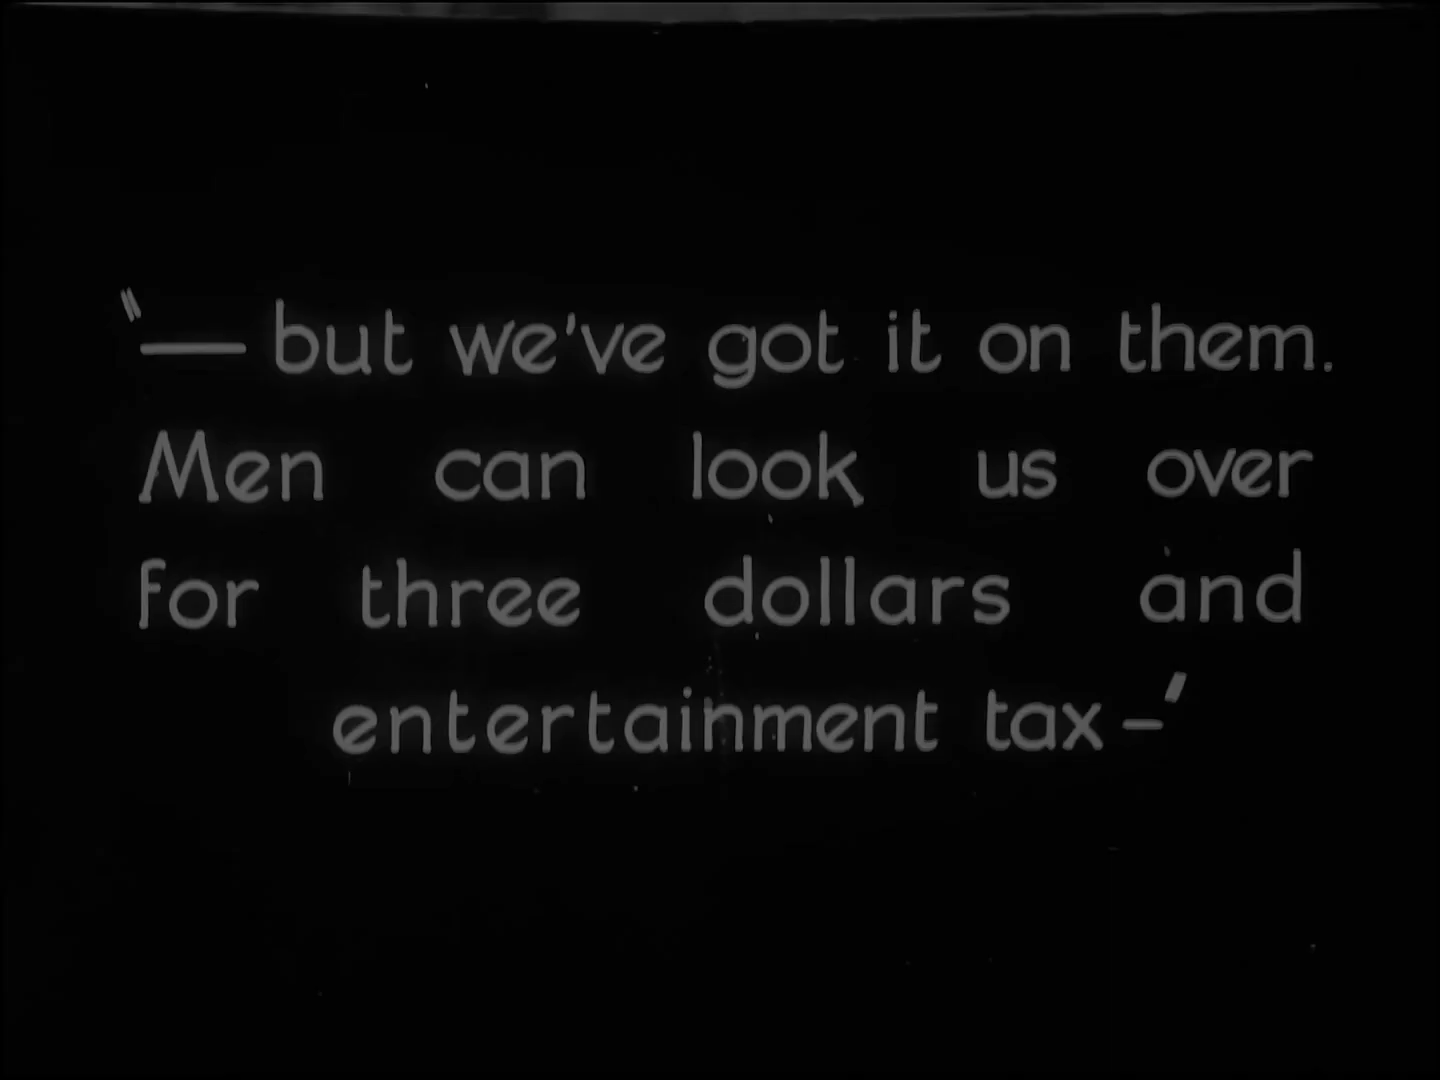 "— but we've got it on them.
Men can look us over
for three dollars and
entertainment tax –'